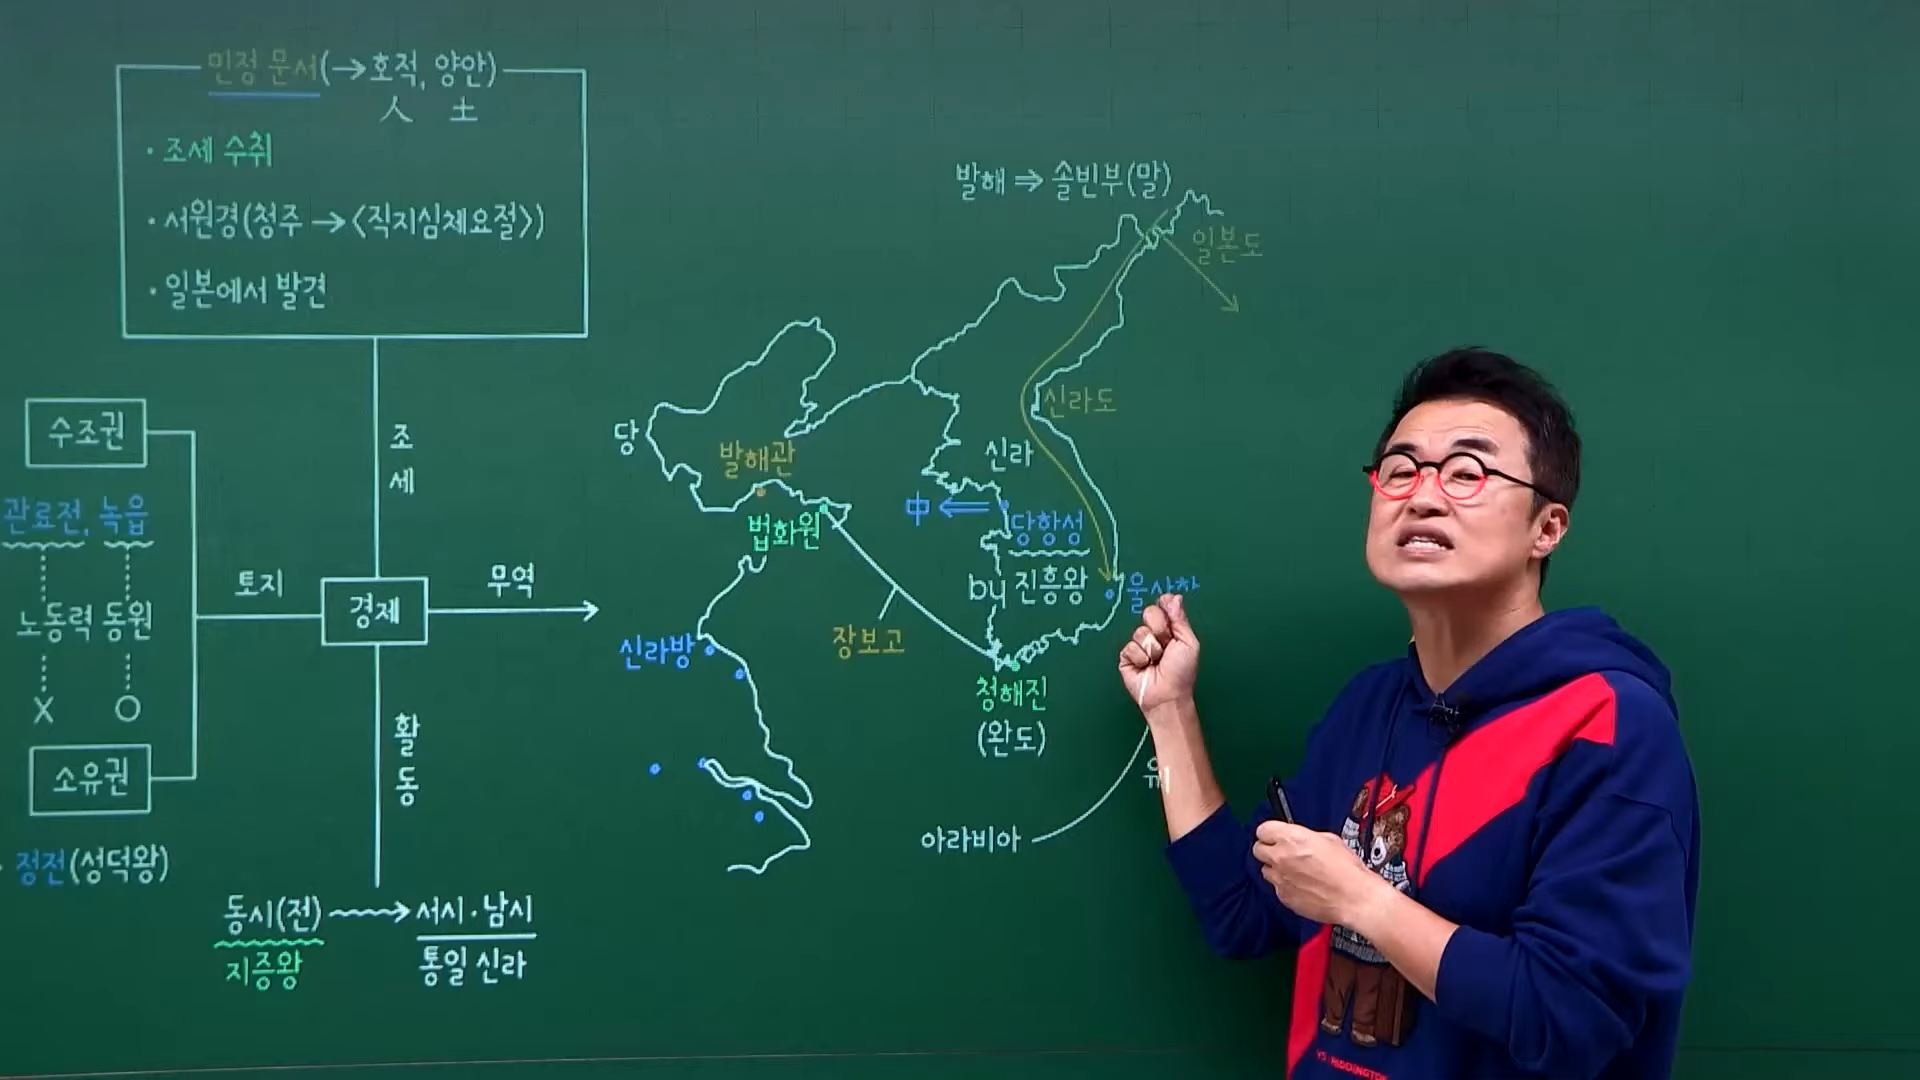 민정 문서(→호적, 양안)
人 土
· 조세 수취
· 서원경(청주 →<직지심체요절>)
· 일본에서 발견
수조권
관료전, 녹읍
노동력 동원
X O
소유권
정전(성덕왕)
토지
경제
조세
무역
활동
동시(전) → 서시·남시
지증왕
통일 신라
발해 ⇒ 솔빈부(말)
일본도
신라도
당
발해관
법화원
신라
中 ⇐
당항성
by 진흥왕
장보고
신라방
청해진
(완도)
아라비아